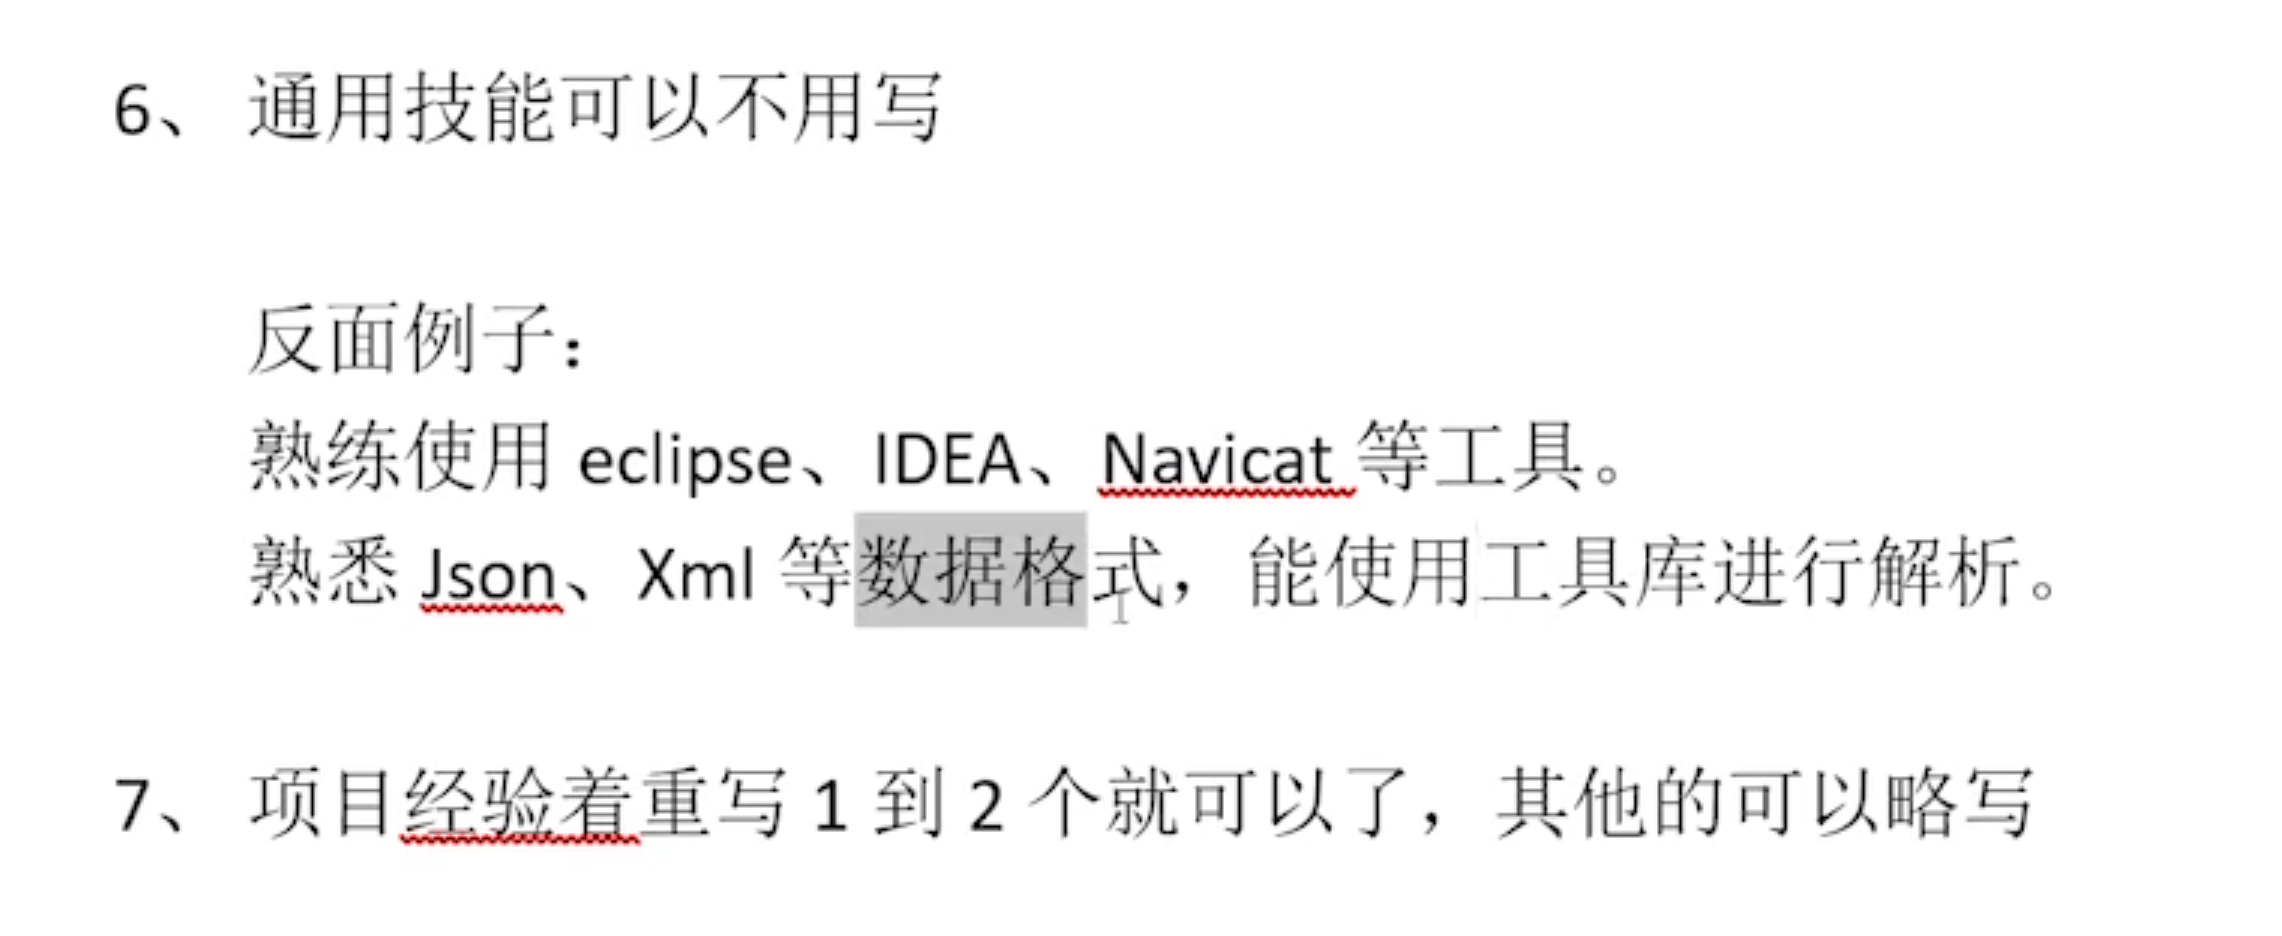 6、 通用技能可以不用写
反面例子：
熟练使用 eclipse、IDEA、Navicat 等工具。
熟悉 Json、Xml 等数据格式，能使用工具库进行解析。
7、 项目经验着重写 1 到 2 个就可以了，其他的可以略写